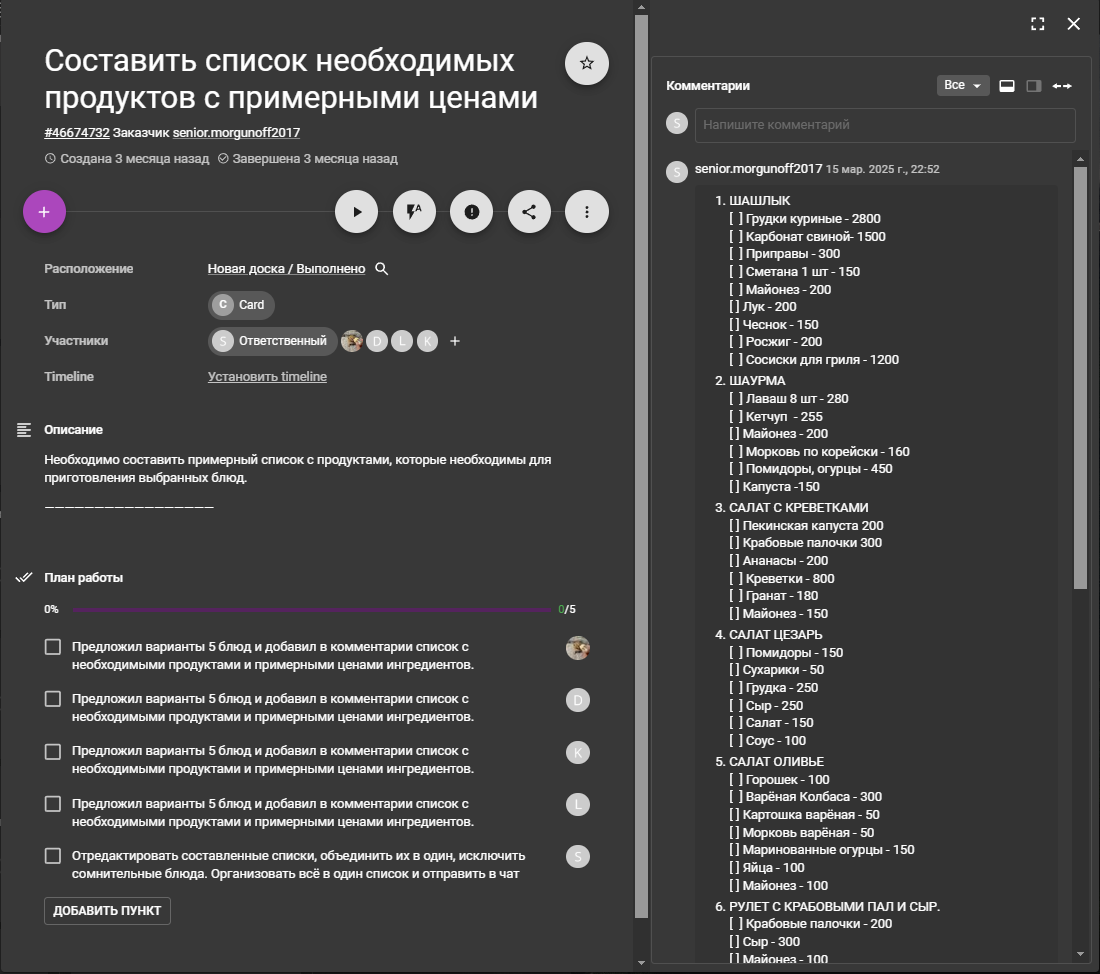 Составить список необходимых
продуктов с примерными ценами
#46674732 Заказчик senior.morgunoff2017
Создана 3 месяца назад Завершена 3 месяца назад
Расположение Новая доска / Выполнено
Тип C Card
Участники S Ответственный D L K +
Timeline Установить timeline
Описание
Необходимо составить примерный список с продуктами, которые необходимы для
приготовления выбранных блюд.
—————————————————
План работы
0% 0/5
Предложил варианты 5 блюд и добавил в комментарии список с
необходимыми продуктами и примерными ценами ингредиентов.
Предложил варианты 5 блюд и добавил в комментарии список с
необходимыми продуктами и примерными ценами ингредиентов.
D
Предложил варианты 5 блюд и добавил в комментарии список с
необходимыми продуктами и примерными ценами ингредиентов.
K
Предложил варианты 5 блюд и добавил в комментарии список с
необходимыми продуктами и примерными ценами ингредиентов.
L
Отредактировать составленные списки, объединить их в один, исключить
сомнительные блюда. Организовать всё в один список и отправить в чат
S
ДОБАВИТЬ ПУНКТ
Комментарии Все
S Напишите комментарий
S senior.morgunoff2017 15 мар. 2025 г., 22:52
1. ШАШЛЫК
[ ] Грудки куриные - 2800
[ ] Карбонат свиной- 1500
[ ] Приправы - 300
[ ] Сметана 1 шт - 150
[ ] Майонез - 200
[ ] Лук - 200
[ ] Чеснок - 150
[ ] Росжиг - 200
[ ] Сосиски для гриля - 1200
2. ШАУРМА
[ ] Лаваш 8 шт - 280
[ ] Кетчуп - 255
[ ] Майонез - 200
[ ] Морковь по корейски - 160
[ ] Помидоры, огурцы - 450
[ ] Капуста -150
3. САЛАТ С КРЕВЕТКАМИ
[ ] Пекинская капуста 200
[ ] Крабовые палочки 300
[ ] Ананасы - 200
[ ] Креветки - 800
[ ] Гранат - 180
[ ] Майонез - 150
4. САЛАТ ЦЕЗАРЬ
[ ] Помидоры - 150
[ ] Сухарики - 50
[ ] Грудка - 250
[ ] Сыр - 250
[ ] Салат - 150
[ ] Соус - 100
5. САЛАТ ОЛИВЬЕ
[ ] Горошек - 100
[ ] Варёная Колбаса - 300
[ ] Картошка варёная - 50
[ ] Морковь варёная - 50
[ ] Маринованные огурцы - 150
[ ] Яйца - 100
[ ] Майонез - 100
6. РУЛЕТ С КРАБОВЫМИ ПАЛ И СЫР.
[ ] Крабовые палочки - 200
[ ] Сыр - 300
[ ] Майонез - 100